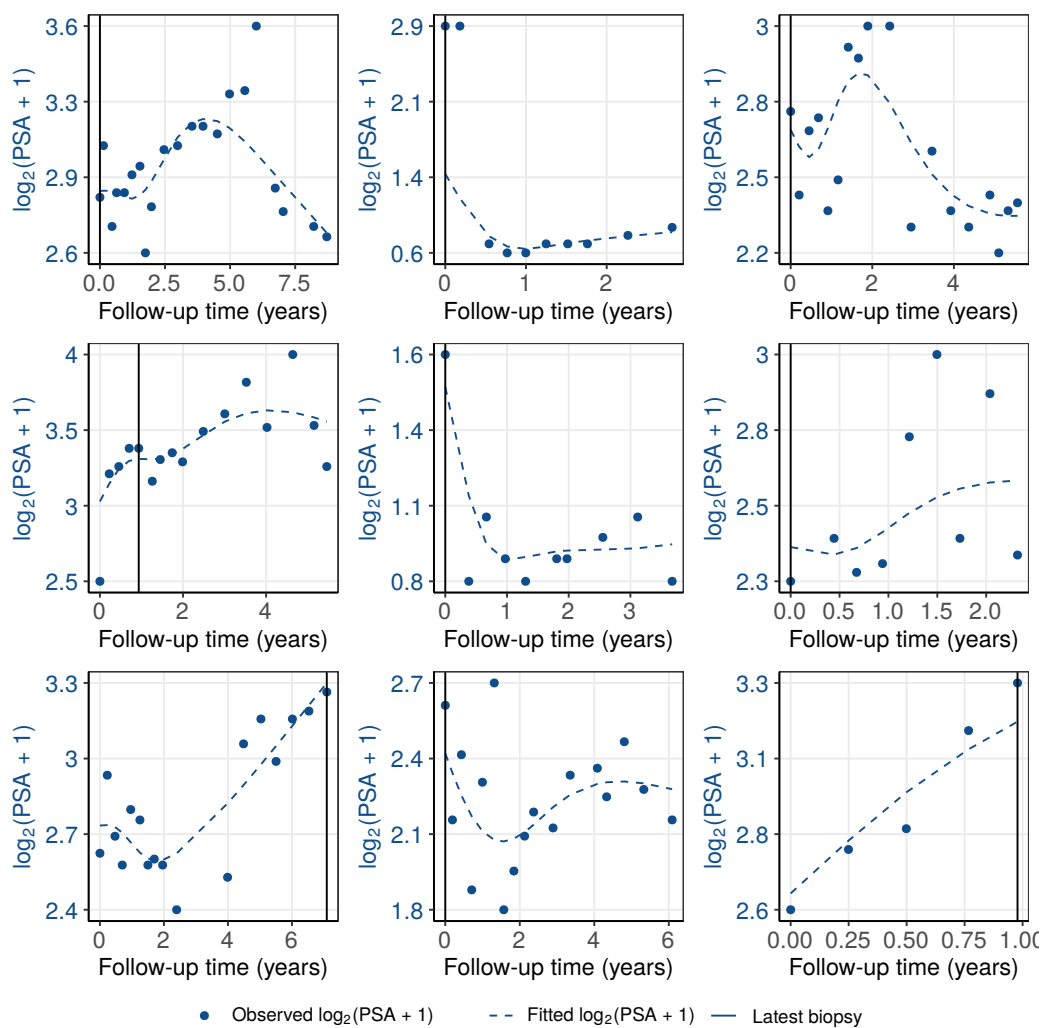 log₂(PSA + 1)
3.6
3.3
2.9
2.6
0.0 2.5 5.0 7.5
Follow-up time (years)
log₂(PSA + 1)
2.9
2.1
1.4
0.6
0 1 2
Follow-up time (years)
log₂(PSA + 1)
3
2.8
2.5
2.2
0 2 4
Follow-up time (years)
log₂(PSA + 1)
4
3.5
3
2.5
0 2 4
Follow-up time (years)
log₂(PSA + 1)
1.6
1.4
1.1
0.8
0 1 2 3
Follow-up time (years)
log₂(PSA + 1)
3
2.8
2.5
2.3
0.0 0.5 1.0 1.5 2.0
Follow-up time (years)
log₂(PSA + 1)
3.3
3
2.7
2.4
0 2 4 6
Follow-up time (years)
log₂(PSA + 1)
2.7
2.4
2.1
1.8
0 2 4 6
Follow-up time (years)
log₂(PSA + 1)
3.3
3.1
2.8
2.6
0.00 0.25 0.50 0.75 1.00
Follow-up time (years)
Observed log₂(PSA + 1) Fitted log₂(PSA + 1) Latest biopsy